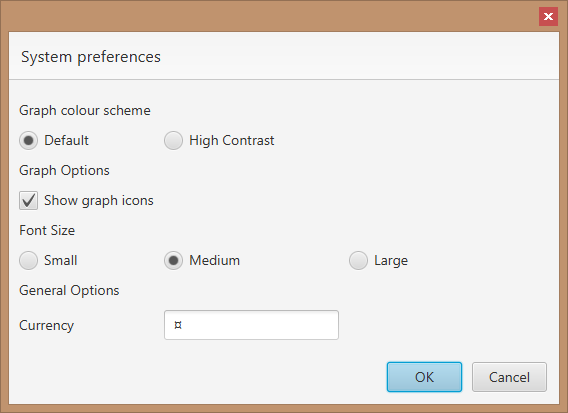 System preferences
Graph colour scheme
Default High Contrast
Graph Options
Show graph icons
Font Size
Small Medium Large
General Options
Currency ¤
OK Cancel